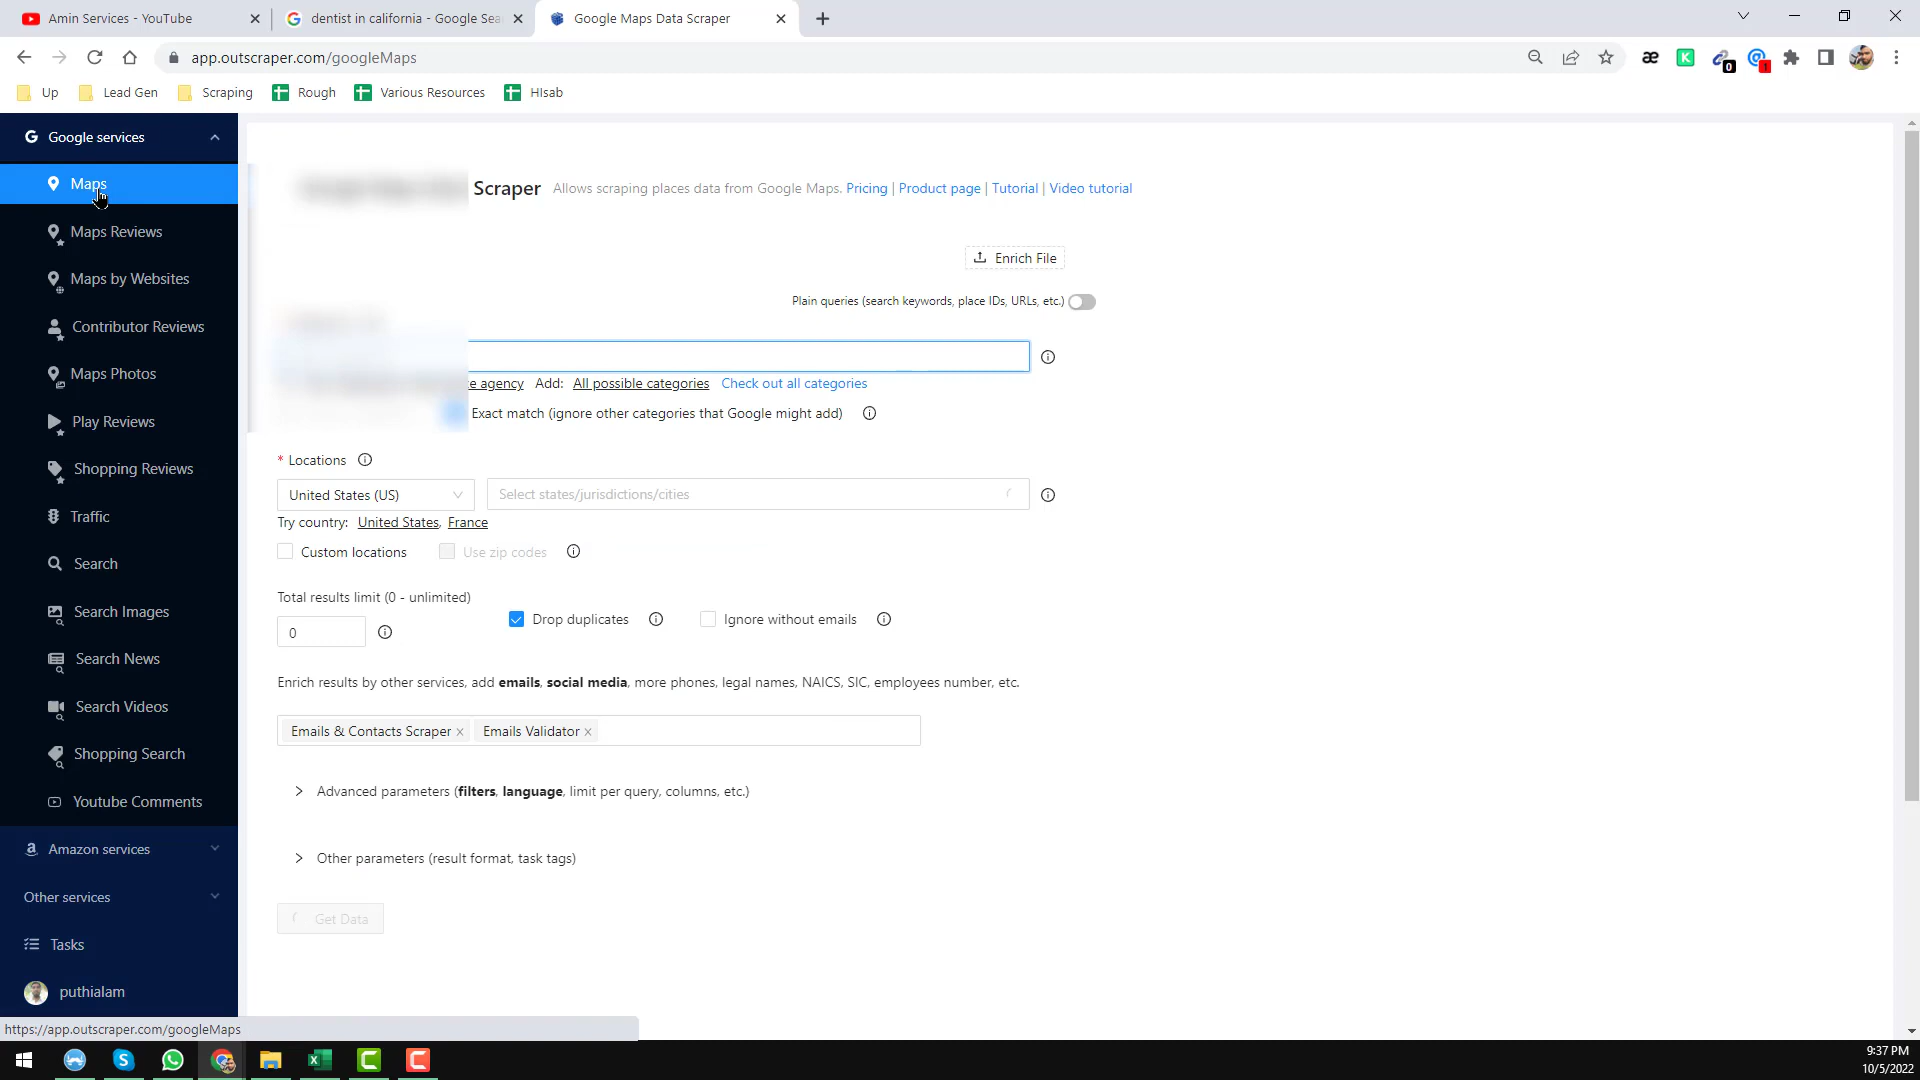 Amin Services - YouTube
dentist in california - Google Sea
Google Maps Data Scraper
app.outscraper.com/googleMaps
æ
K
0
1
Up
Lead Gen
Scraping
Rough
Various Resources
HIsab
Google services
Maps
Maps Reviews
Maps by Websites
Contributor Reviews
Maps Photos
Play Reviews
Shopping Reviews
Traffic
Search
Search Images
Search News
Search Videos
Shopping Search
Youtube Comments
Amazon services
Other services
Tasks
puthialam
Scraper Allows scraping places data from Google Maps. Pricing | Product page | Tutorial | Video tutorial
Enrich File
Plain queries (search keywords, place IDs, URLs, etc.)
e agency Add: All possible categories Check out all categories
Exact match (ignore other categories that Google might add)
* Locations
United States (US) Select states/jurisdictions/cities
Try country: United States, France
Custom locations Use zip codes
Total results limit (0 - unlimited)
Drop duplicates Ignore without emails
0
Enrich results by other services, add emails, social media, more phones, legal names, NAICS, SIC, employees number, etc.
Emails & Contacts Scraper × Emails Validator ×
Advanced parameters (filters, language, limit per query, columns, etc.)
Other parameters (result format, task tags)
Get Data
https://app.outscraper.com/googleMaps
9:37 PM
10/5/2022